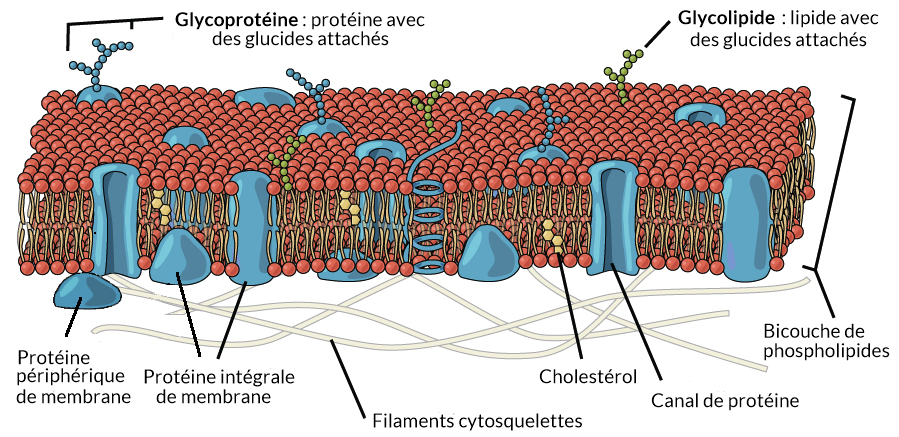 Glycoprotéine : protéine avec
des glucides attachés
Glycolipide : lipide avec
des glucides attachés
Bicouche de
phospholipides
Protéine
périphérique
de membrane
Protéine intégrale
de membrane
Cholestérol
Canal de protéine
Filaments cytosquelettes